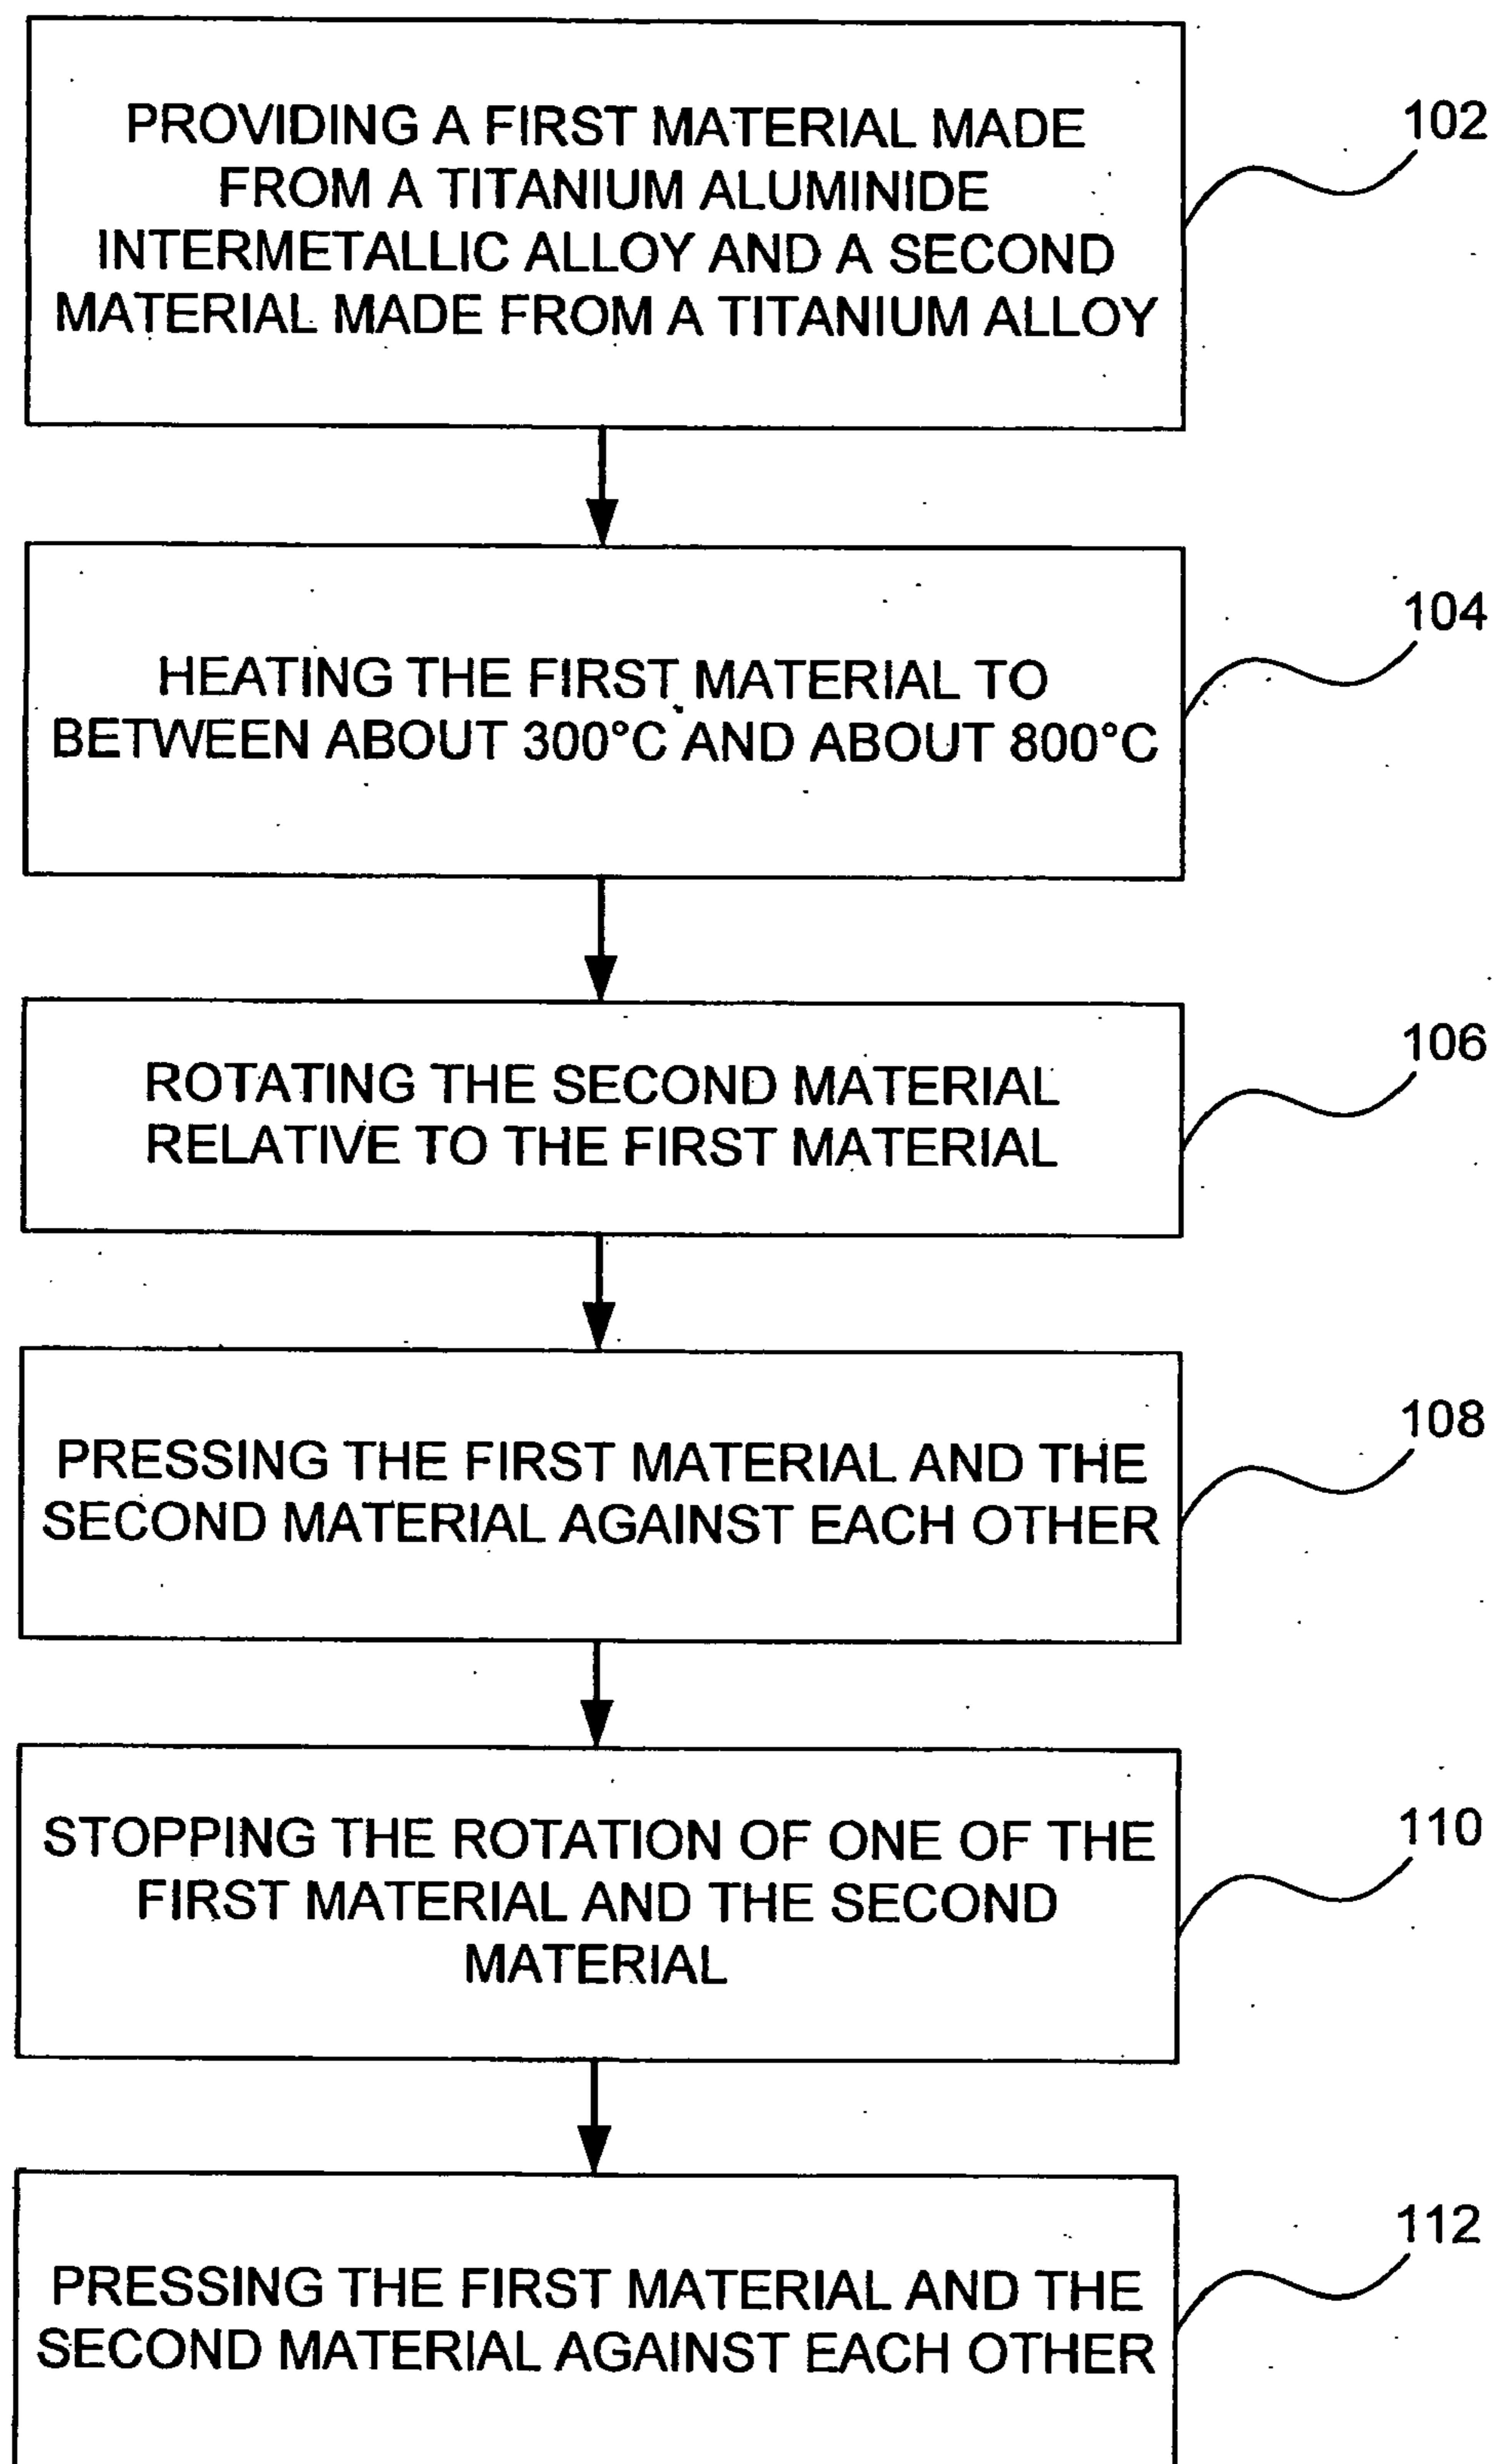 PROVIDING A FIRST MATERIAL MADE
FROM A TITANIUM ALUMINIDE
INTERMETALLIC ALLOY AND A SECOND
MATERIAL MADE FROM A TITANIUM ALLOY
102
HEATING THE FIRST MATERIAL TO
BETWEEN ABOUT 300°C AND ABOUT 800°C
104
ROTATING THE SECOND MATERIAL
RELATIVE TO THE FIRST MATERIAL
106
PRESSING THE FIRST MATERIAL AND THE
SECOND MATERIAL AGAINST EACH OTHER
108
STOPPING THE ROTATION OF ONE OF THE
FIRST MATERIAL AND THE SECOND
MATERIAL
110
PRESSING THE FIRST MATERIAL AND THE
SECOND MATERIAL AGAINST EACH OTHER
112